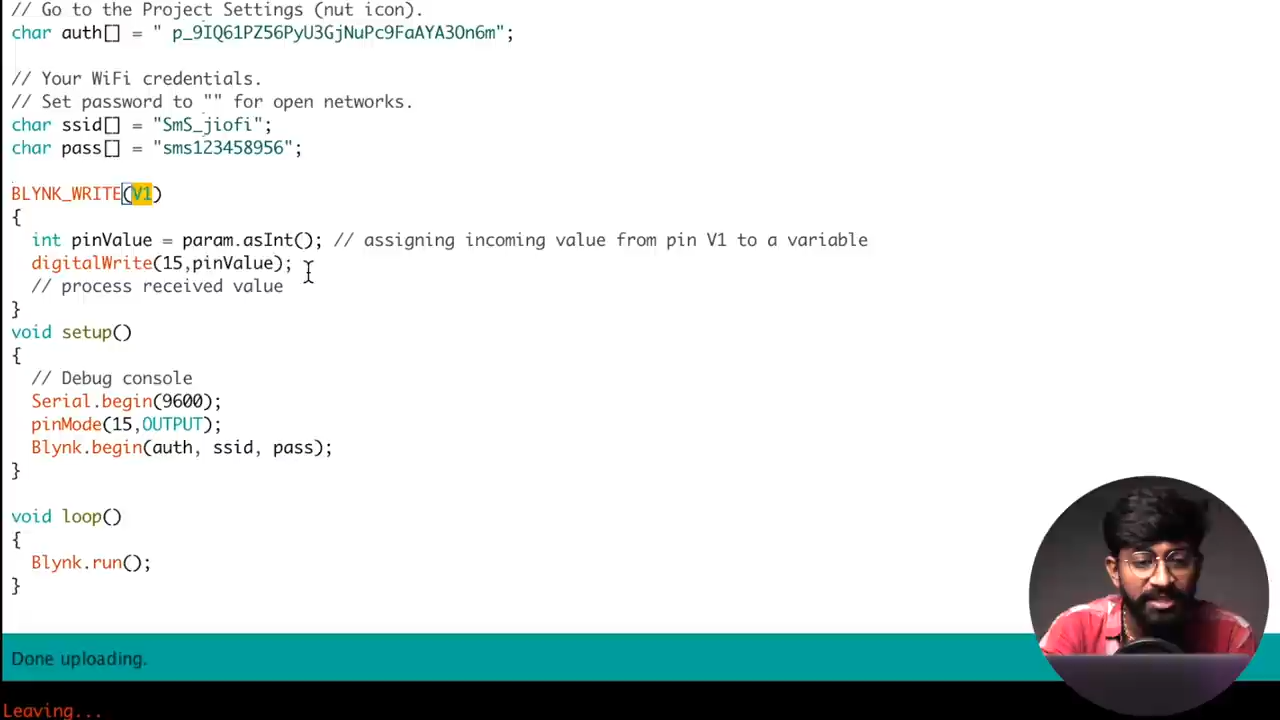 // Go to the Project Settings (nut icon).
char auth[] = " p_9IQ61PZ56PyU3GjNuPc9FaAYA3On6m";
// Your WiFi credentials.
// Set password to "" for open networks.
char ssid[] = "SmS_jiofi";
char pass[] = "sms123458956";
BLYNK_WRITE(V1)
{
int pinValue = param.asInt(); // assigning incoming value from pin V1 to a variable
digitalWrite(15,pinValue);
// process received value
}
void setup()
{
// Debug console
Serial.begin(9600);
pinMode(15,OUTPUT);
Blynk.begin(auth, ssid, pass);
}
void loop()
{
Blynk.run();
}
Done uploading.
Leaving...